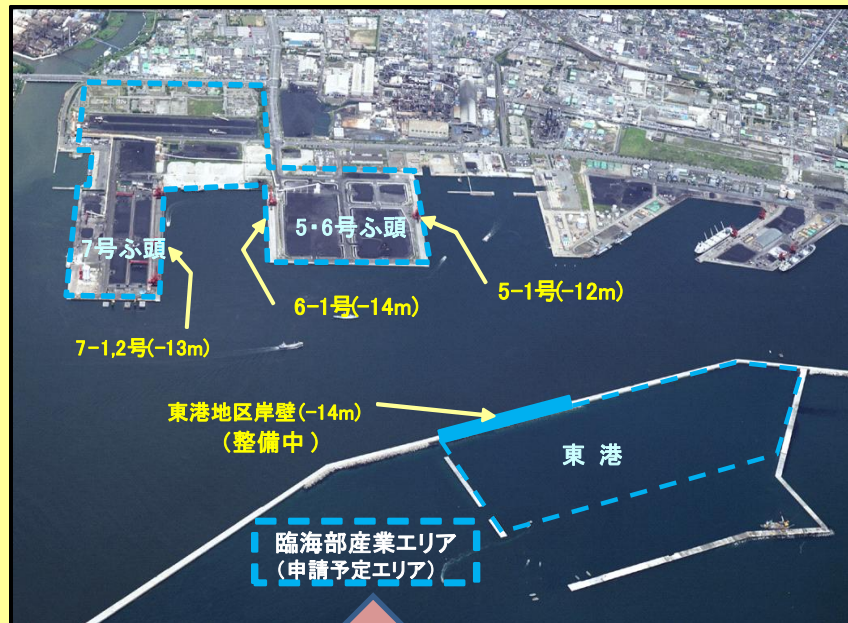 7号ふ頭
5・6号ふ頭
7-1,2号(-13m)
6-1号(-14m)
5-1号(-12m)
東港地区岸壁(-14m)
(整備中)
東 港
臨海部産業エリア
(申請予定エリア)